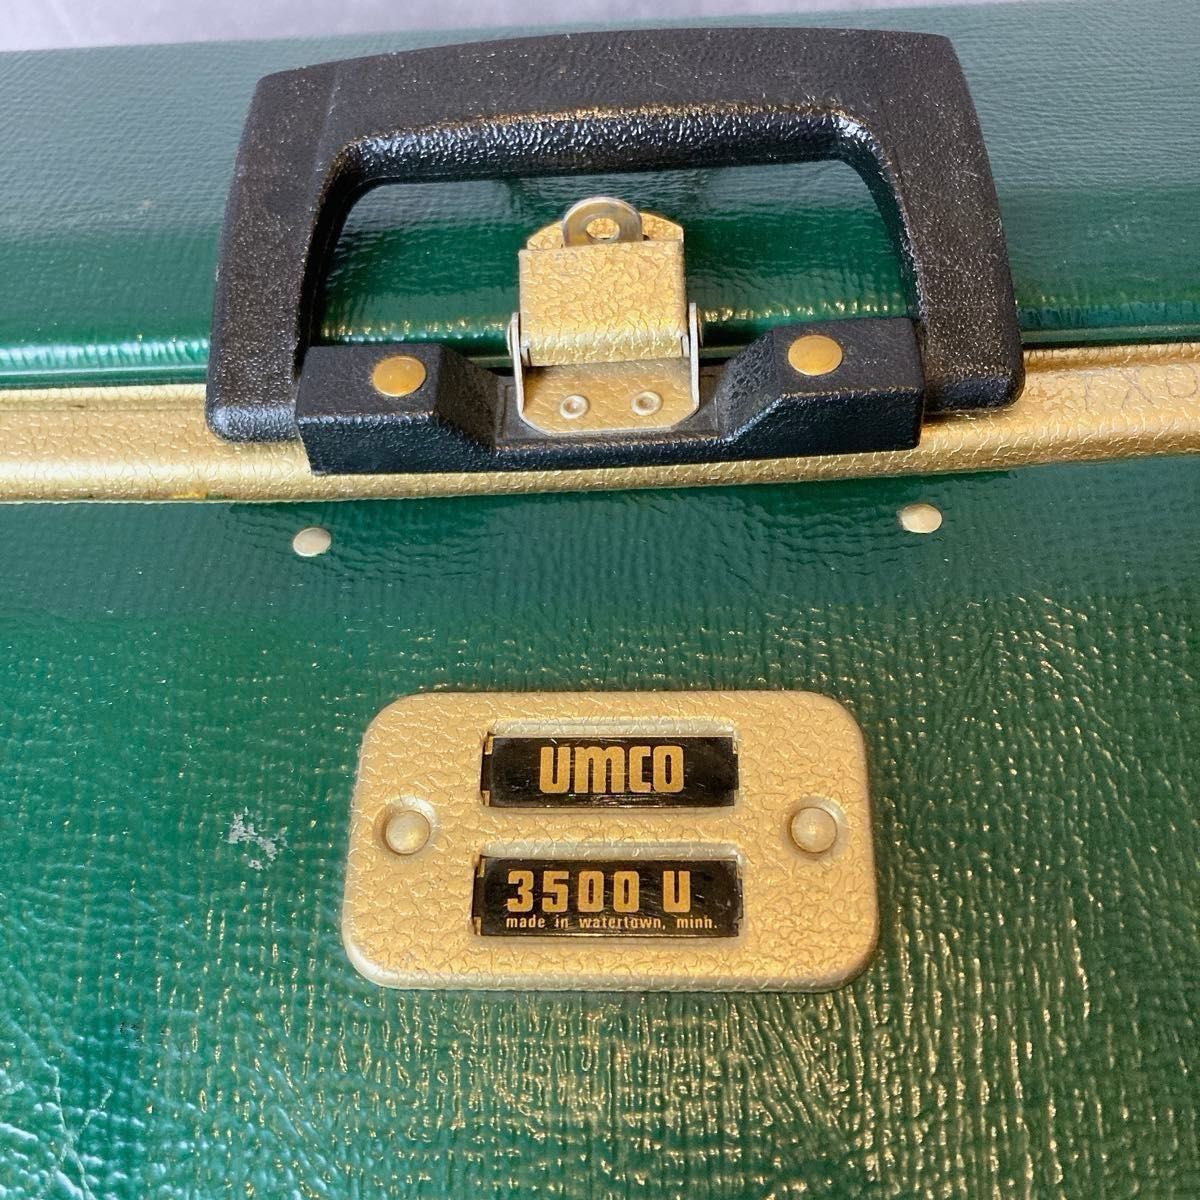 UMCO
3500 U
made in watertown, minn.